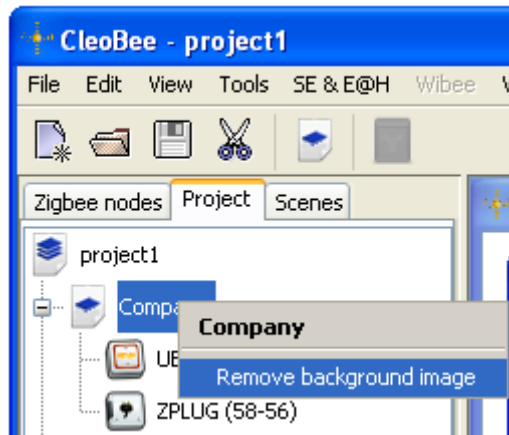 CleoBee - project1
File Edit View Tools SE & E@H Wibee
Zigbee nodes Project Scenes
project1
Company
Remove background image
ZPLUG (58-56)